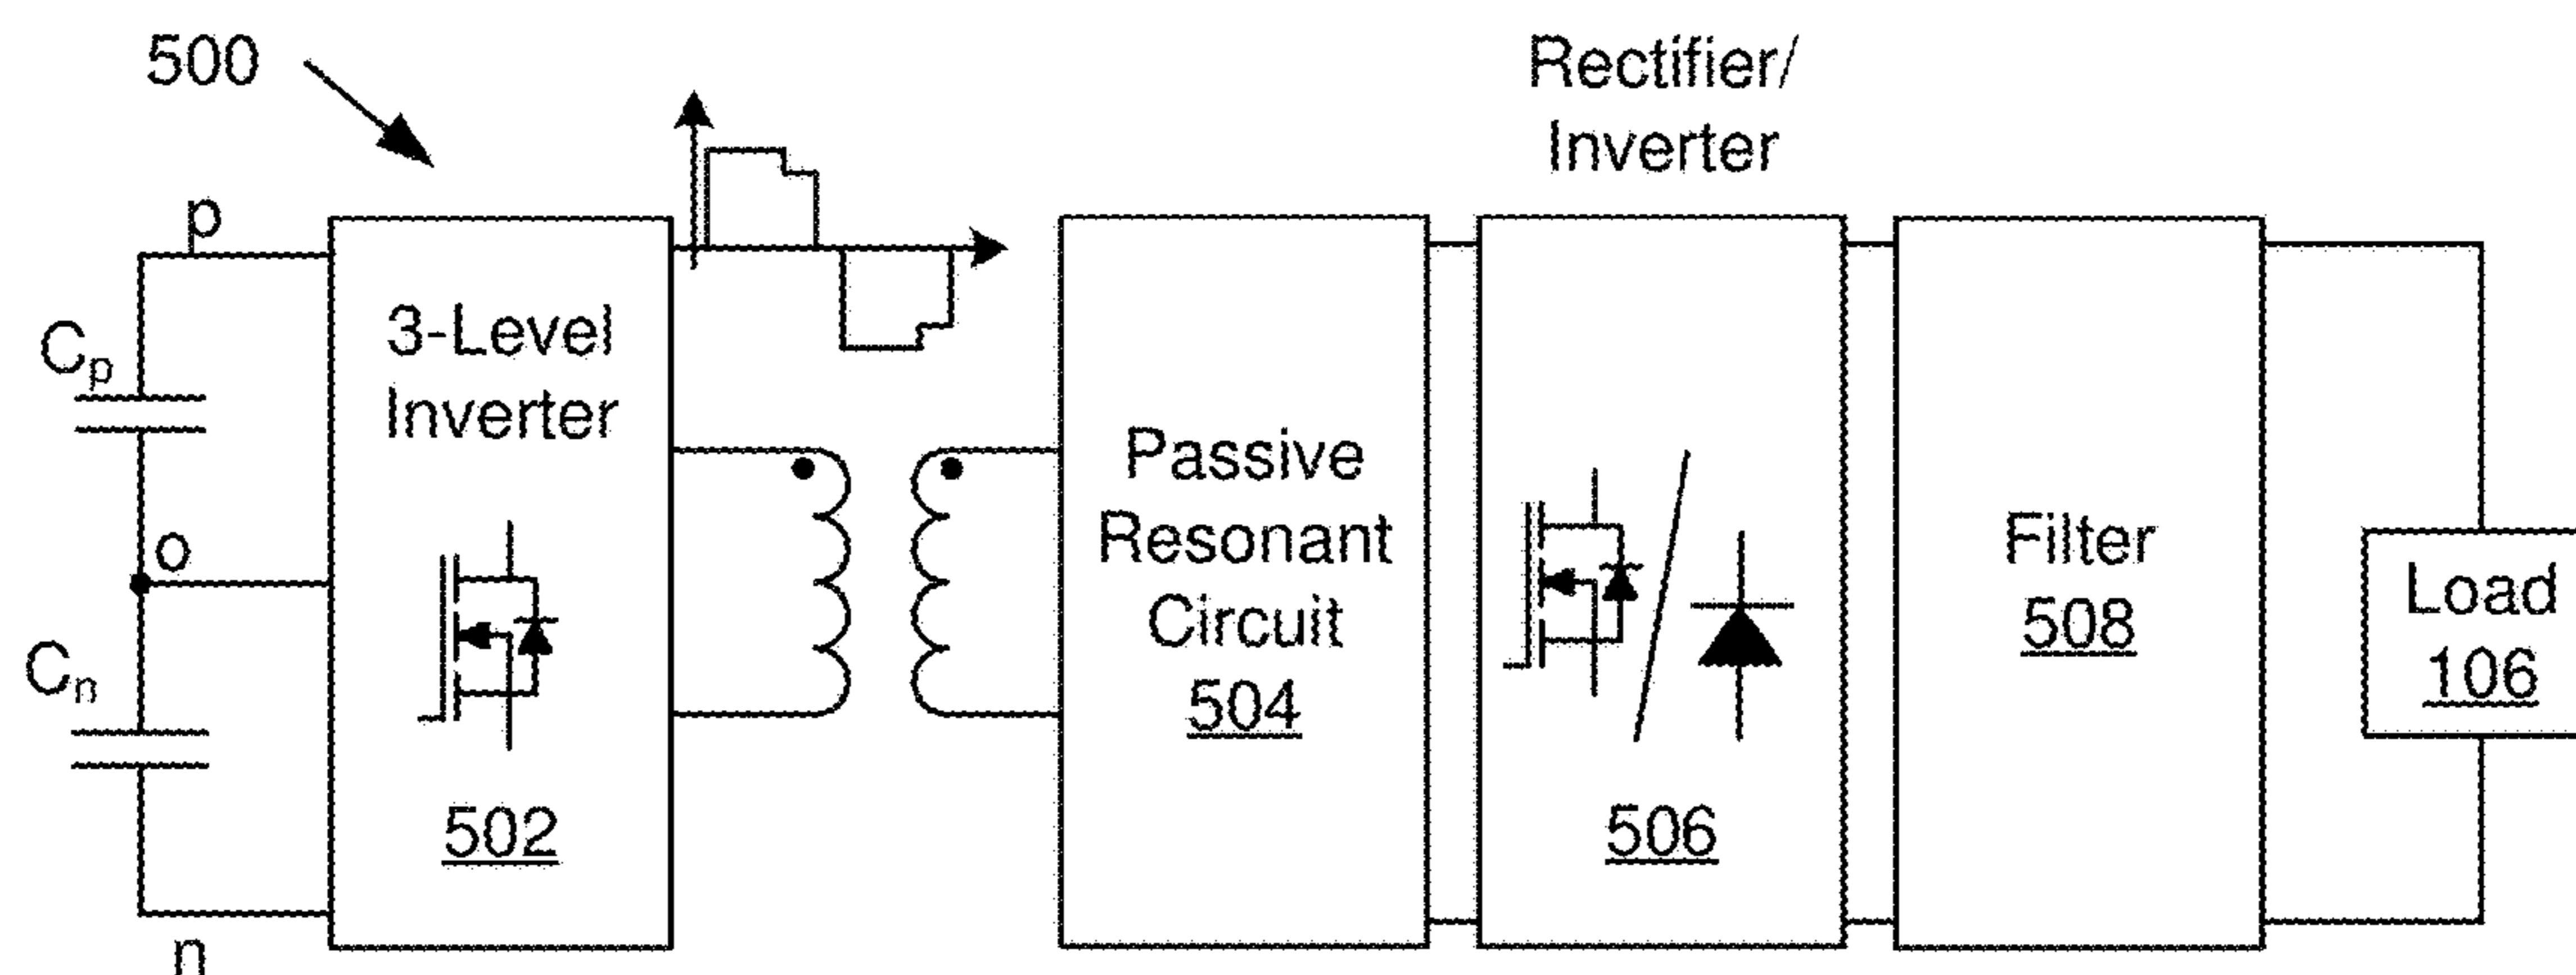 500
Rectifier/
Inverter
p
3-Level
Inverter
Cp
o
Cn
502
n
Passive
Resonant
Circuit
504
506
Filter
508
Load
106